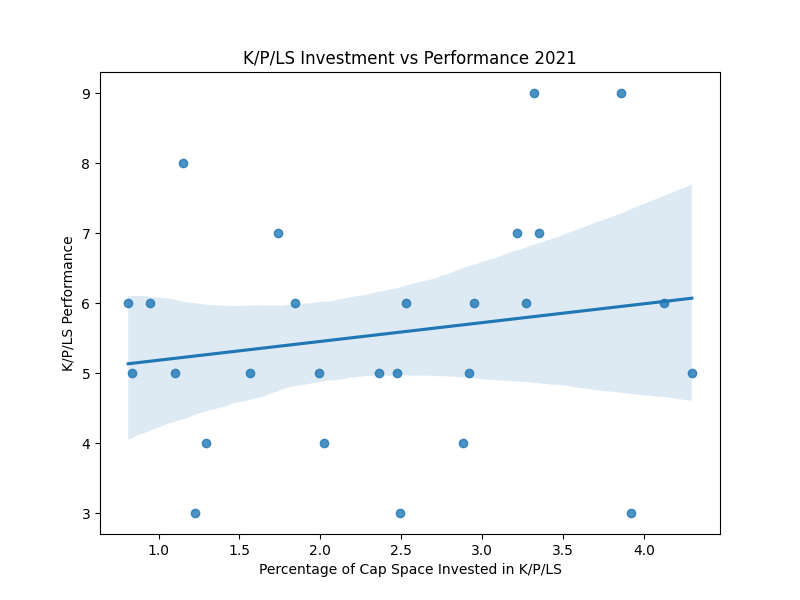 K/P/LS Investment vs Performance 2021
9
8
7
6
5
4
3
K/P/LS Performance
1.0 1.5 2.0 2.5 3.0 3.5 4.0
Percentage of Cap Space Invested in K/P/LS